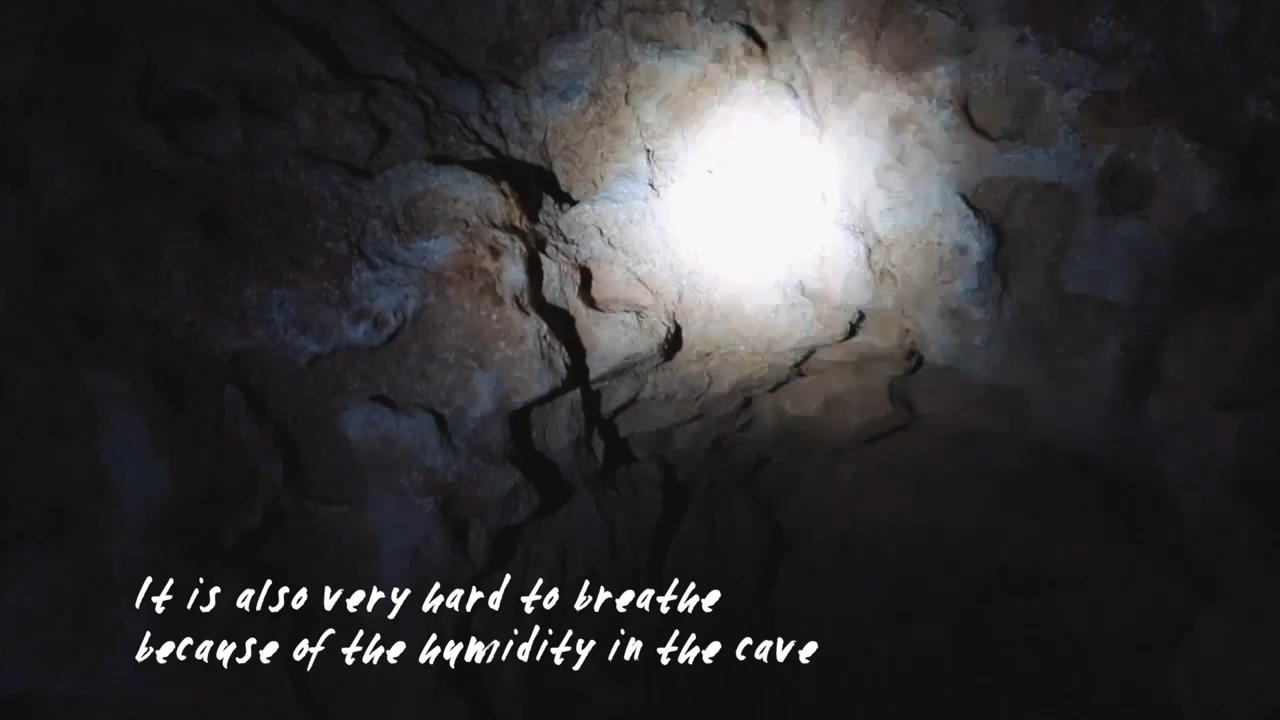 It is also very hard to breathe
because of the humidity in the cave